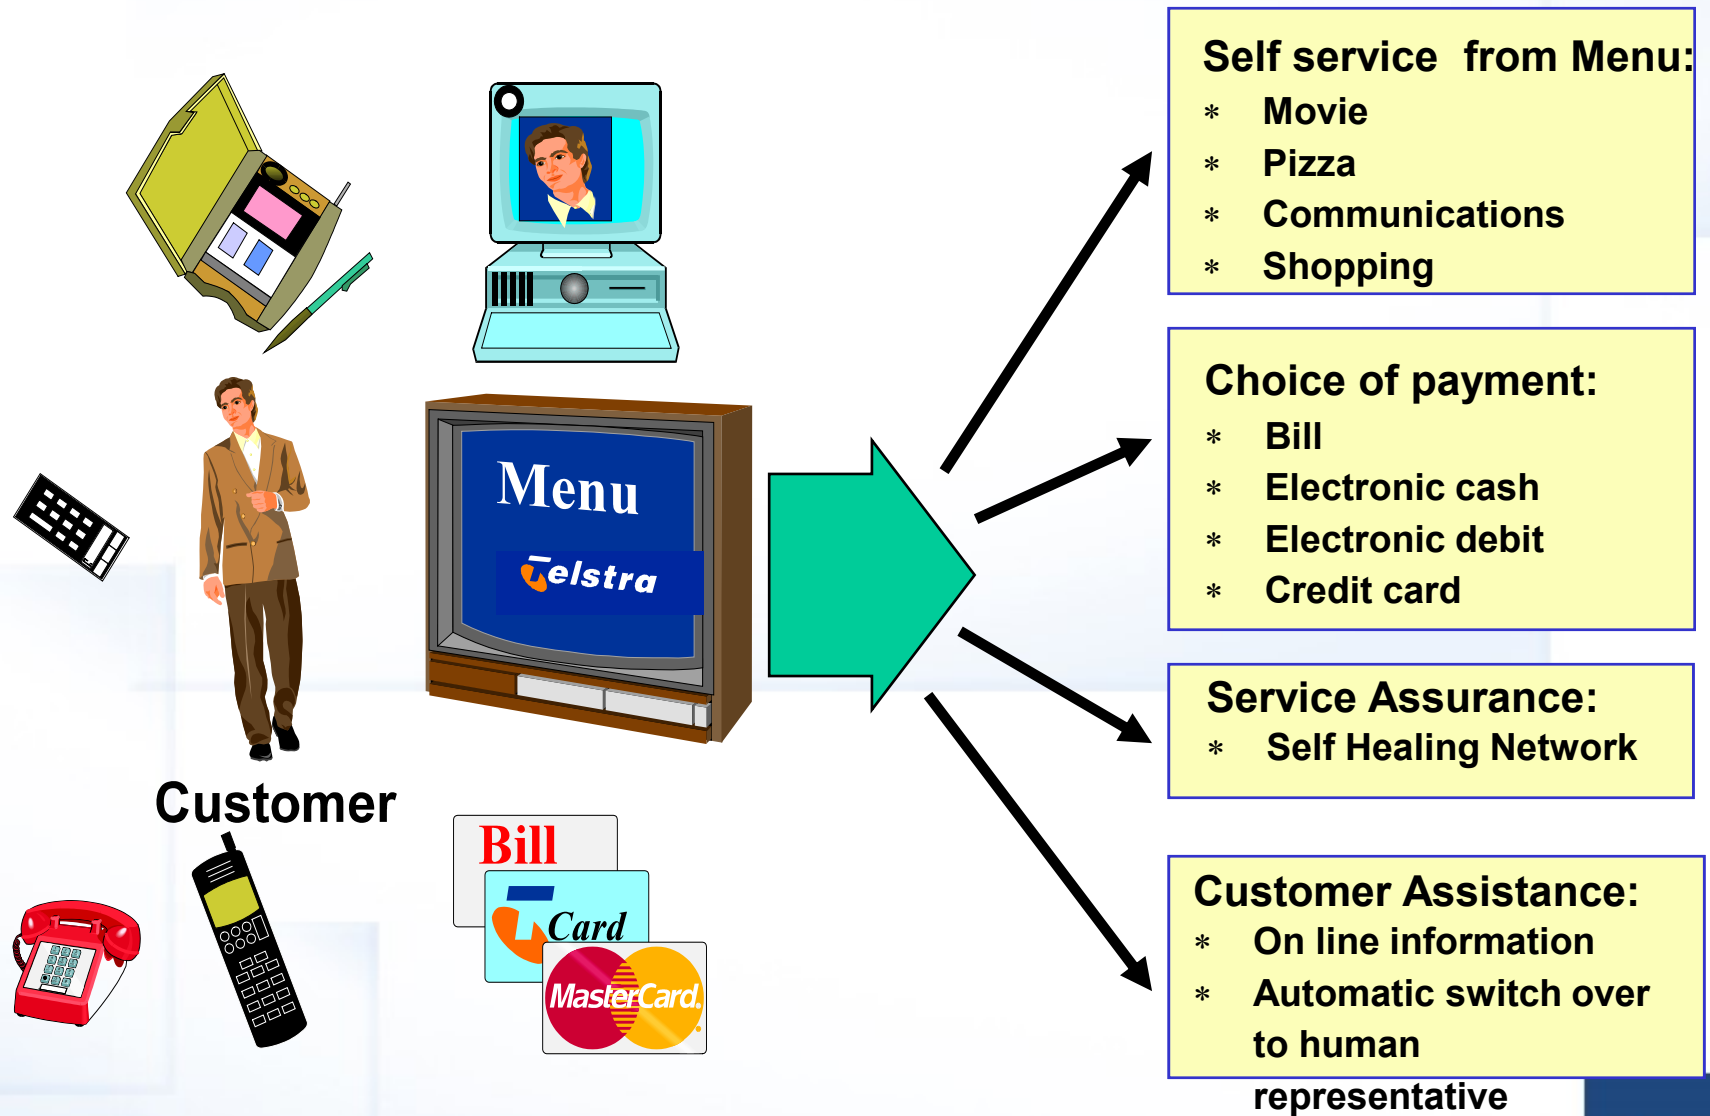 Self service from Menu:
* Movie
* Pizza
* Communications
* Shopping
Choice of payment:
* Bill
* Electronic cash
* Electronic debit
* Credit card
Service Assurance:
* Self Healing Network
Customer Assistance:
* On line information
* Automatic switch over
to human
representative
Menu
Telstra
Customer
Bill
T
Card
MasterCard